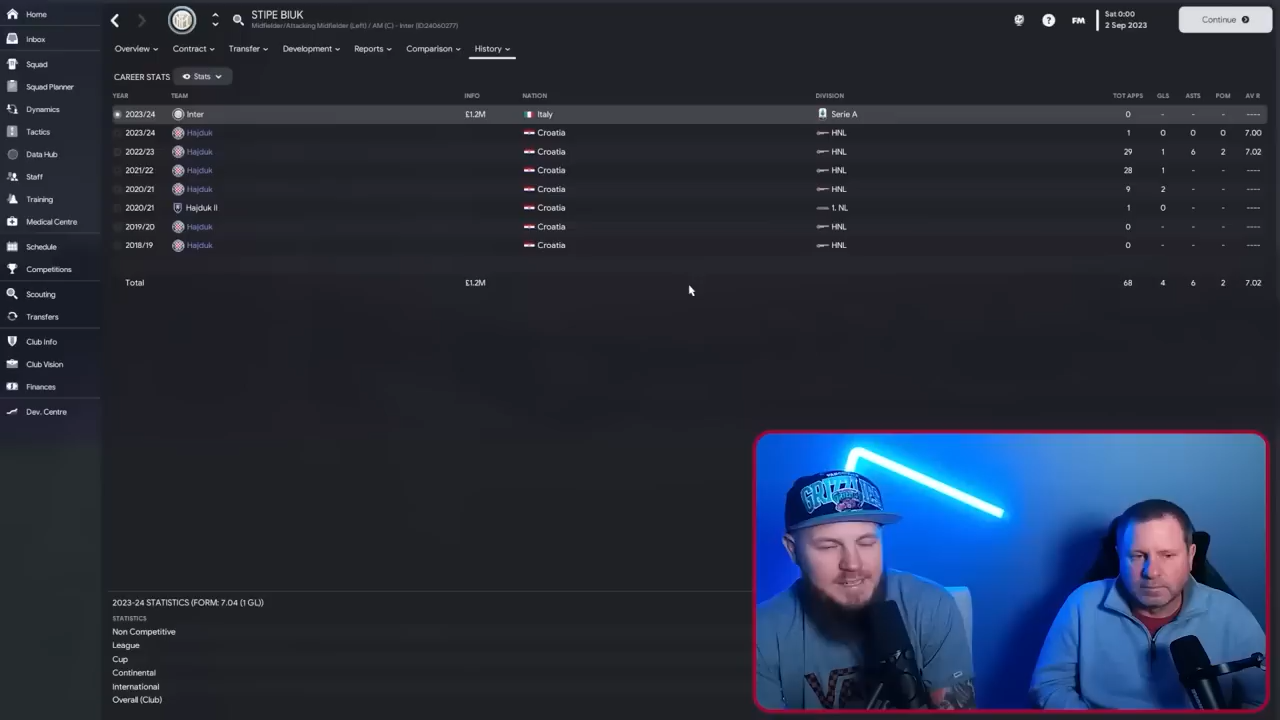 Home
Inbox
Squad
Squad Planner
Dynamics
Tactics
Data Hub
Staff
Training
Medical Centre
Schedule
Competitions
Scouting
Transfers
Club Info
Club Vision
Finances
Dev. Centre
STIPE BIUK
Midfielder/Attacking Midfielder (Left) / AM (C) - Inter (ID:24060277)
FM
Sat 0:00
2 Sep 2023
Continue
Overview Contract Transfer Development Reports Comparison History
CAREER STATS Stats
YEAR TEAM INFO NATION DIVISION TOT APPS GLS ASTS POM AV R
2023/24 Inter £1.2M Italy Serie A 0 - - - ----
2023/24 Hajduk Croatia HNL 1 0 0 0 7.00
2022/23 Hajduk Croatia HNL 29 1 6 2 7.02
2021/22 Hajduk Croatia HNL 28 1 - - ----
2020/21 Hajduk Croatia HNL 9 2 - - ----
2020/21 Hajduk II Croatia 1. NL 1 0 - - ----
2019/20 Hajduk Croatia HNL 0 - - - ----
2018/19 Hajduk Croatia HNL 0 - - - ----
Total £1.2M 68 4 6 2 7.02
2023-24 STATISTICS (FORM: 7.04 (1 GL))
STATISTICS
Non Competitive
League
Cup
Continental
International
Overall (Club)
GRIZZLIES